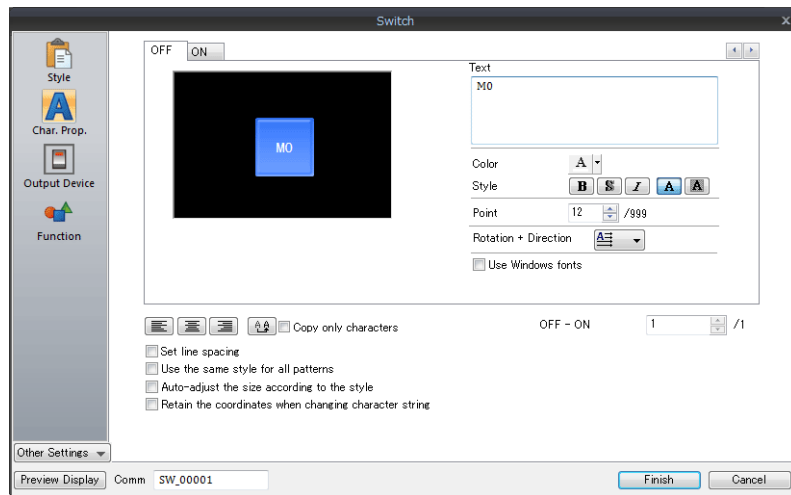 Switch
x
Style
Char. Prop.
Output Device
Function
OFF ON
M0
Text
M0
Color A
Style B S I A A
Point 12 /999
Rotation + Direction A
Use Windows fonts
A A Copy only characters
OFF - ON 1 /1
Set line spacing
Use the same style for all patterns
Auto-adjust the size according to the style
Retain the coordinates when changing character string
Other Settings
Preview Display Comm SW_00001 Finish Cancel